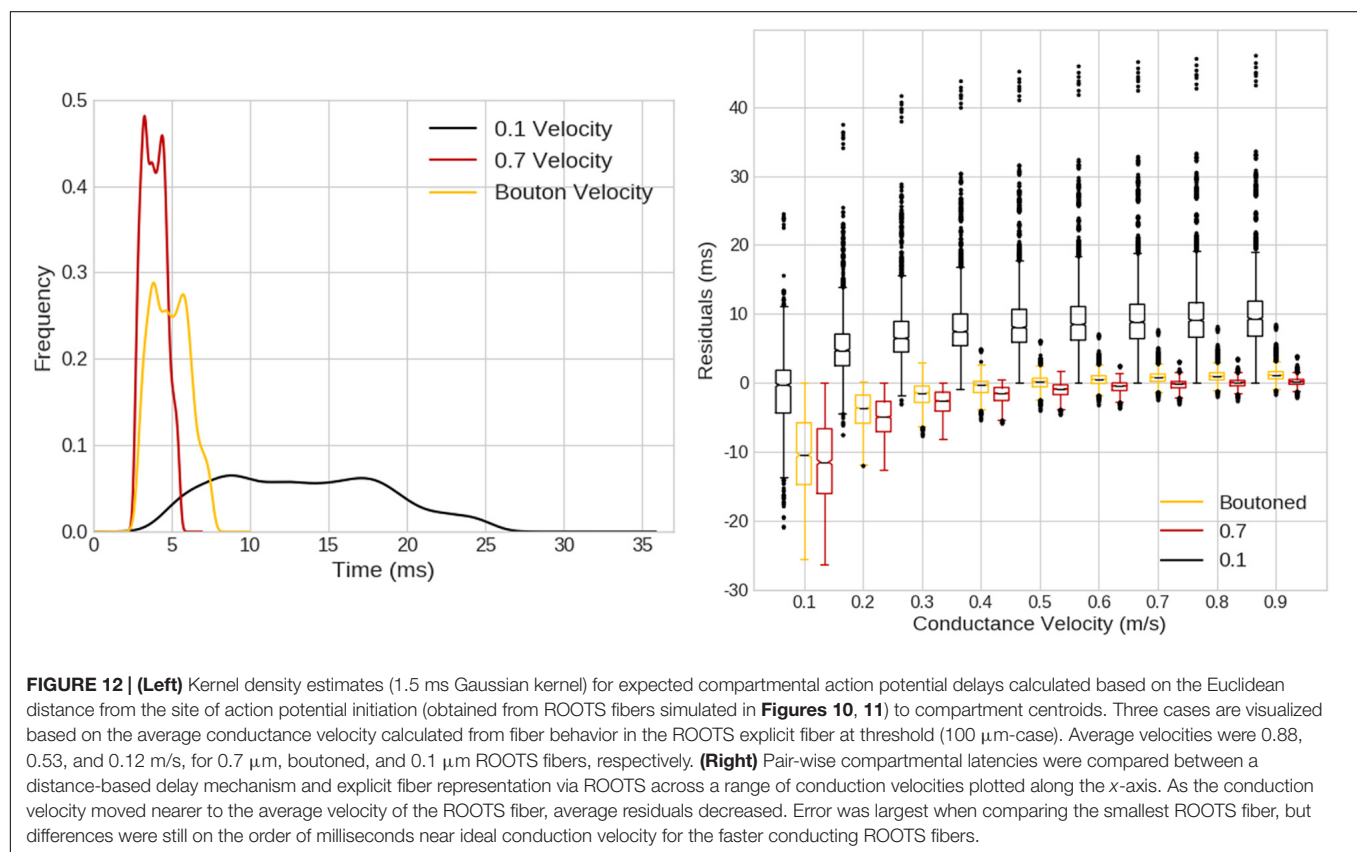 0.5
0.4
0.3
0.2
0.1
0.0
Frequency
0 5 10 15 20 25 30 35
Time (ms)
0.1 Velocity
0.7 Velocity
Bouton Velocity
40
30
20
10
0
-10
-20
-30
Residuals (ms)
0.1 0.2 0.3 0.4 0.5 0.6 0.7 0.8 0.9
Conductance Velocity (m/s)
Boutoned
0.7
0.1
FIGURE 12 | (Left) Kernel density estimates (1.5 ms Gaussian kernel) for expected compartmental action potential delays calculated based on the Euclidean
distance from the site of action potential initiation (obtained from ROOTS fibers simulated in Figures 10, 11) to compartment centroids. Three cases are visualized
based on the average conductance velocity calculated from fiber behavior in the ROOTS explicit fiber at threshold (100 μm-case). Average velocities were 0.88,
0.53, and 0.12 m/s, for 0.7 μm, boutoned, and 0.1 μm ROOTS fibers, respectively. (Right) Pair-wise compartmental latencies were compared between a
distance-based delay mechanism and explicit fiber representation via ROOTS across a range of conduction velocities plotted along the x-axis. As the conduction
velocity moved nearer to the average velocity of the ROOTS fiber, average residuals decreased. Error was largest when comparing the smallest ROOTS fiber, but
differences were still on the order of milliseconds near ideal conduction velocity for the faster conducting ROOTS fibers.